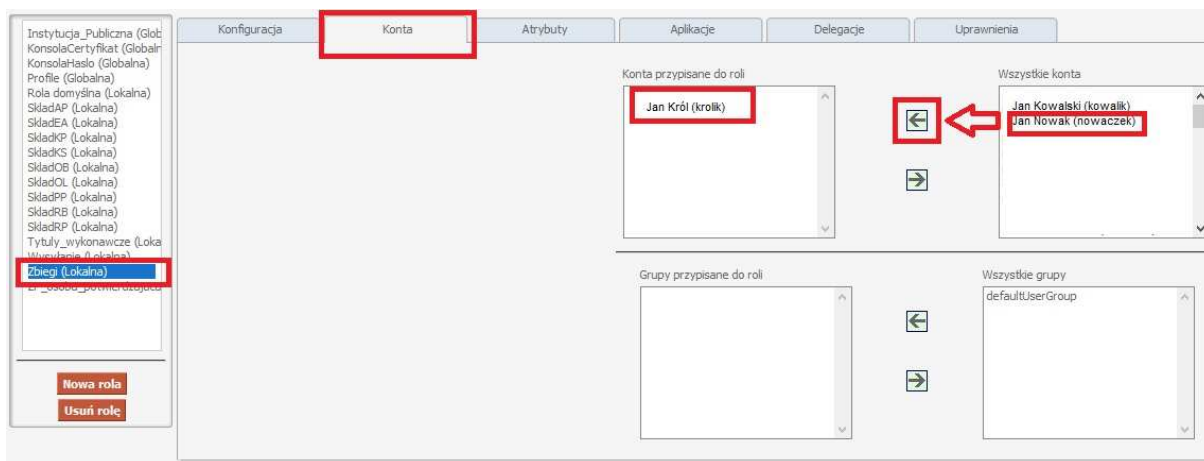 Instytucja_Publiczna (Glob
KonsolaCertyfikat (Globaln
KonsolaHaslo (Globalna)
Profile (Globalna)
Rola domyślna (Lokalna)
SkladAP (Lokalna)
SkladEA (Lokalna)
SkladKP (Lokalna)
SkladKS (Lokalna)
SkladOB (Lokalna)
SkladOL (Lokalna)
SkladPP (Lokalna)
SkladRB (Lokalna)
SkladRP (Lokalna)
Tytuly_wykonawcze (Loka
Wysyłanie (Lokalna)
Zbiegi (Lokalna)
ZP_osoba_potwierdzajaca
Nowa rola
Usuń rolę
Konfiguracja
Konta
Atrybuty
Aplikacje
Delegacje
Uprawnienia
Konta przypisane do roli
Jan Król (krolik)
Wszystkie konta
Jan Kowalski (kowalik)
Jan Nowak (nowaczek)
Grupy przypisane do roli
Wszystkie grupy
defaultUserGroup